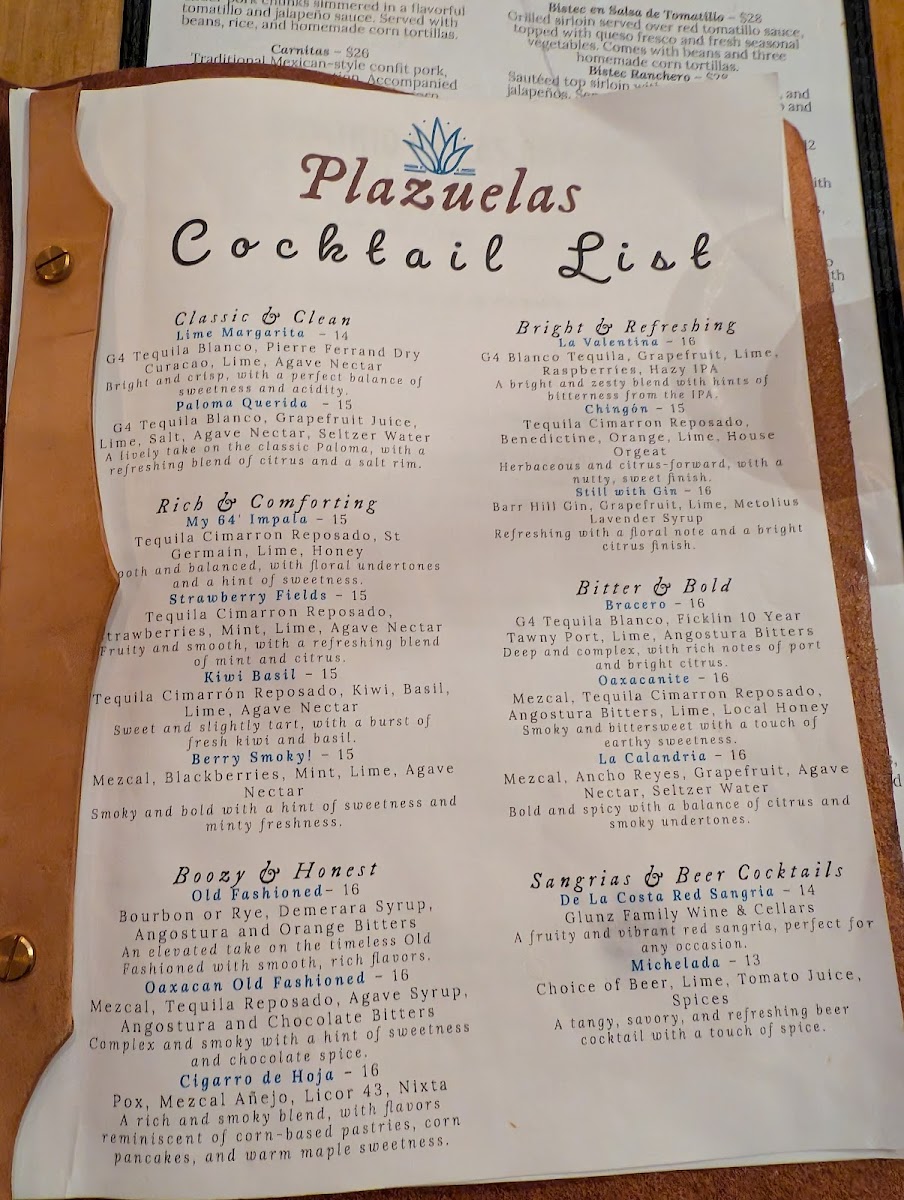 pork chunks simmered in a flavorful
tomatillo and jalapeño sauce. Served with
beans, rice, and homemade corn tortillas.
Carnitas – $26
Traditional Mexican-style confit pork,
Accompanied
Bistec en Salsa de Tomatillo – $28
Grilled sirloin served over red tomatillo sauce,
topped with queso fresco and fresh seasonal
vegetables. Comes with beans and three
homemade corn tortillas.
Bistec Ranchero –
Sautéed top sirloin
jalapeños.
and
and
Plazuelas
Cocktail List
Classic & Clean
Lime Margarita – 14
G4 Tequila Blanco, Pierre Ferrand Dry
Curacao, Lime, Agave Nectar
Bright and crisp, with a perfect balance of
sweetness and acidity.
Paloma Querida – 15
G4 Tequila Blanco, Grapefruit Juice,
Lime, Salt, Agave Nectar, Seltzer Water
A lively take on the classic Paloma, with a
refreshing blend of citrus and a salt rim.
Rich & Comforting
My 64' Impala – 15
Tequila Cimarron Reposado, St
Germain, Lime, Honey
ooth and balanced, with floral undertones
and a hint of sweetness.
Strawberry Fields – 15
Tequila Cimarron Reposado,
trawberries, Mint, Lime, Agave Nectar
Fruity and smooth, with a refreshing blend
of mint and citrus.
Kiwi Basil – 15
Tequila Cimarrón Reposado, Kiwi, Basil,
Lime, Agave Nectar
Sweet and slightly tart, with a burst of
fresh kiwi and basil.
Berry Smoky! – 15
Mezcal, Blackberries, Mint, Lime, Agave
Nectar
Smoky and bold with a hint of sweetness and
minty freshness.
Boozy & Honest
Old Fashioned– 16
Bourbon or Rye, Demerara Syrup,
Angostura and Orange Bitters
An elevated take on the timeless Old
Fashioned with smooth, rich flavors.
Oaxacan Old Fashioned – 16
Mezcal, Tequila Reposado, Agave Syrup,
Angostura and Chocolate Bitters
Complex and smoky with a hint of sweetness
and chocolate spice.
Cigarro de Hoja – 16
Pox, Mezcal Añejo, Licor 43, Nixta
A rich and smoky blend, with flavors
reminiscent of corn-based pastries, corn
pancakes, and warm maple sweetness.
Bright & Refreshing
La Valentina – 16
G4 Blanco Tequila, Grapefruit, Lime,
Raspberries, Hazy IPA
A bright and zesty blend with hints of
bitterness from the IPA.
Chingón – 15
Tequila Cimarron Reposado,
Benedictine, Orange, Lime, House
Orgeat
Herbaceous and citrus-forward, with a
nutty, sweet finish.
Still with Gin – 16
Barr Hill Gin, Grapefruit, Lime, Metolius
Lavender Syrup
Refreshing with a floral note and a bright
citrus finish.
Bitter & Bold
Bracero – 16
G4 Tequila Blanco, Ficklin 10 Year
Tawny Port, Lime, Angostura Bitters
Deep and complex, with rich notes of port
and bright citrus.
Oaxacanite – 16
Mezcal, Tequila Cimarron Reposado,
Angostura Bitters, Lime, Local Honey
Smoky and bittersweet with a touch of
earthy sweetness.
La Calandria – 16
Mezcal, Ancho Reyes, Grapefruit, Agave
Nectar, Seltzer Water
Bold and spicy with a balance of citrus and
smoky undertones.
Sangrias & Beer Cocktails
De La Costa Red Sangria – 14
Glunz Family Wine & Cellars
A fruity and vibrant red sangria, perfect for
any occasion.
Michelada – 13
Choice of Beer, Lime, Tomato Juice,
Spices
A tangy, savory, and refreshing beer
cocktail with a touch of spice.